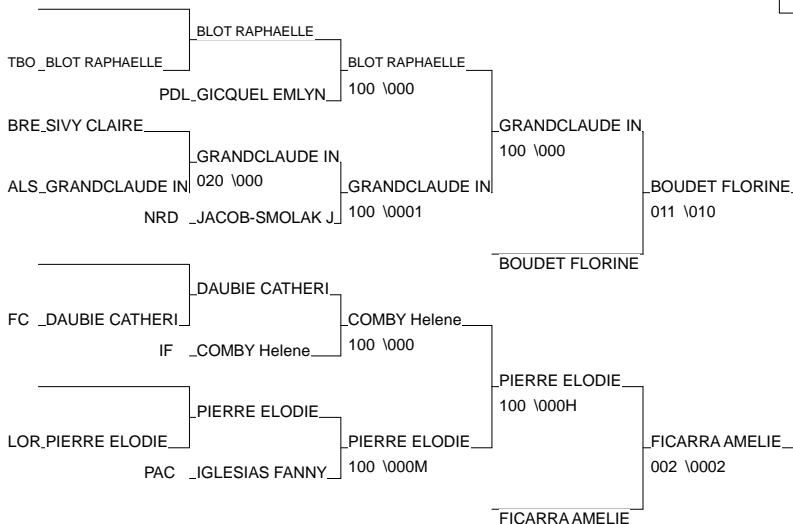 BLOT RAPHAELLE
TBO BLOT RAPHAELLE
BLOT RAPHAELLE
PDL GICQUEL EMLYN
100 \000
BRE SIVY CLAIRE
GRANDCLAUDE IN
100 \000
GRANDCLAUDE IN
020 \000
ALS GRANDCLAUDE IN
GRANDCLAUDE IN
100 \0001
BOUDET FLORINE
011 \010
NRD JACOB-SMOLAK J
BOUDET FLORINE
DAUBIE CATHERI
FC DAUBIE CATHERI
COMBY Helene
100 \000
IF COMBY Helene
PIERRE ELODIE
100 \000H
PIERRE ELODIE
LOR PIERRE ELODIE
PIERRE ELODIE
100 \000M
FICARRA AMELIE
002 \0002
PAC IGLESIAS FANNY
FICARRA AMELIE